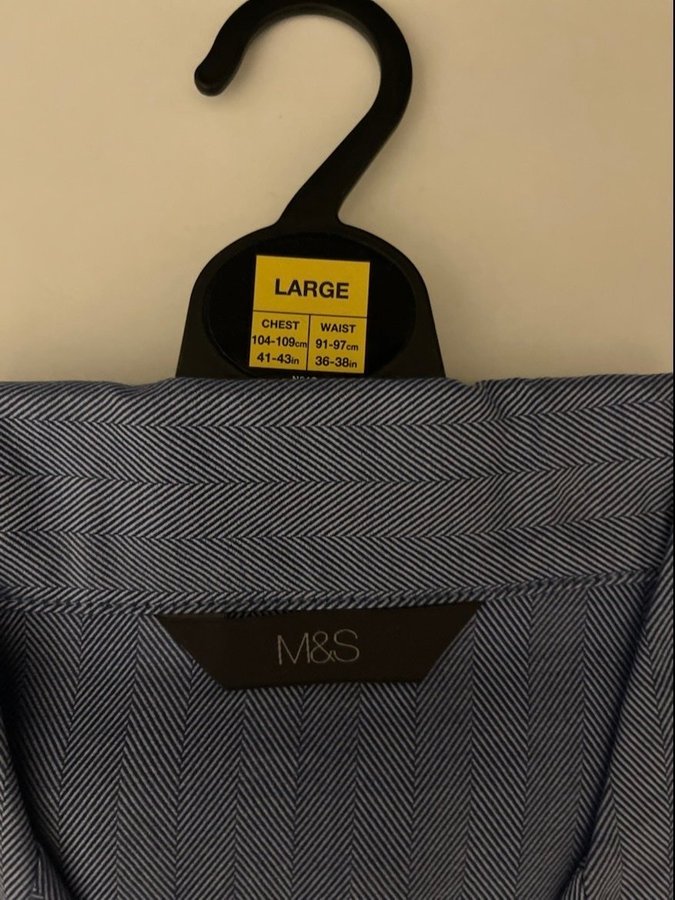 LARGE
CHEST WAIST
104-109cm 91-97cm
41-43in 36-38in
M&S